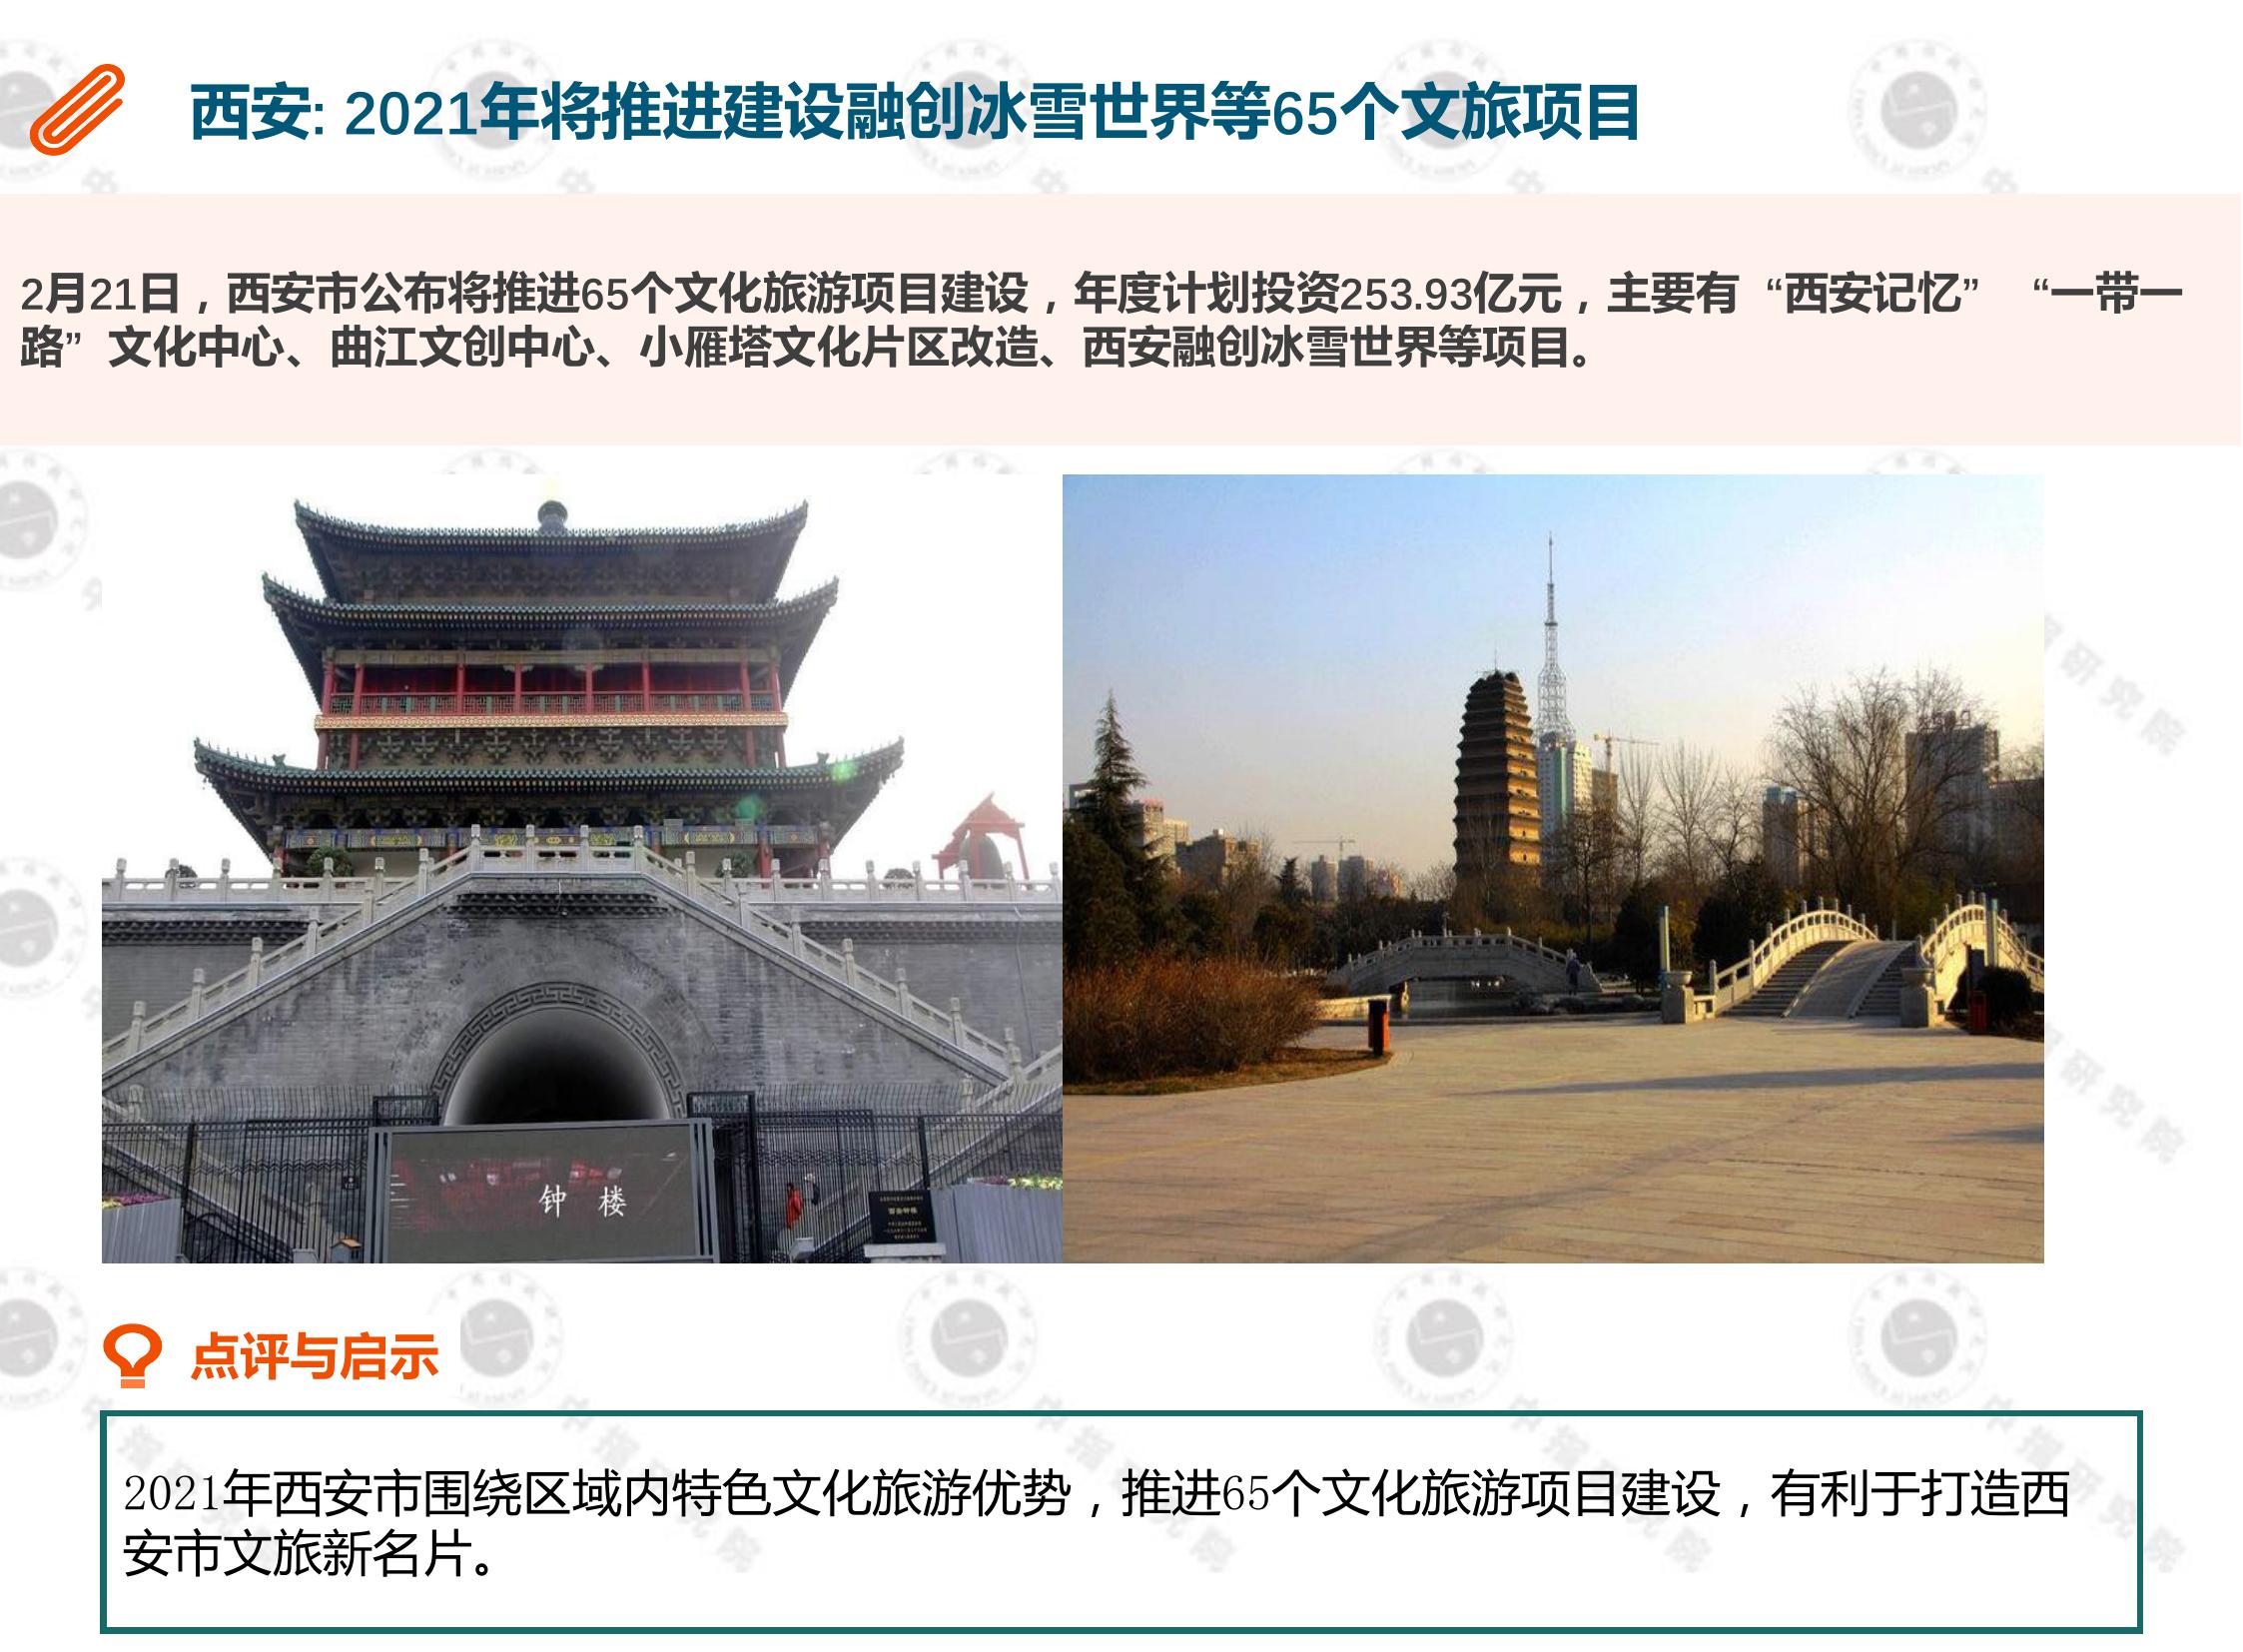 西安: 2021年将推进建设融创冰雪世界等65个文旅项目
2月21日，西安市公布将推进65个文化旅游项目建设，年度计划投资253.93亿元，主要有 “西安记忆” “一带一
路” 文化中心、曲江文创中心、小雁塔文化片区改造、西安融创冰雪世界等项目。
钟 楼
点评与启示
2021年西安市围绕区域内特色文化旅游优势，推进65个文化旅游项目建设，有利于打造西
安市文旅新名片。
中指研究院